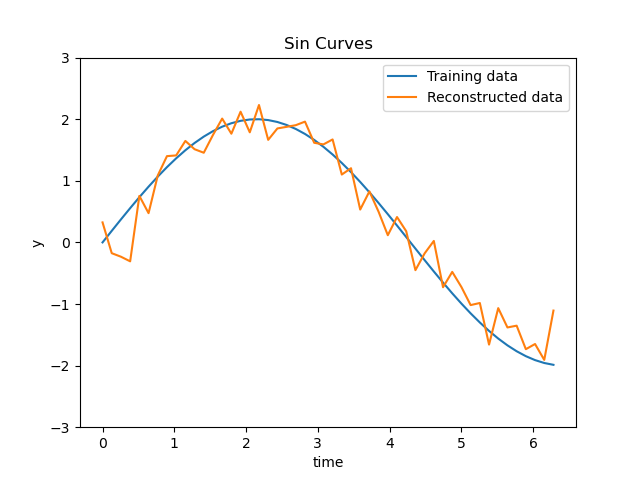 Sin Curves
Training data
Reconstructed data
3
2
1
0
−1
−2
−3
y
0 1 2 3 4 5 6
time